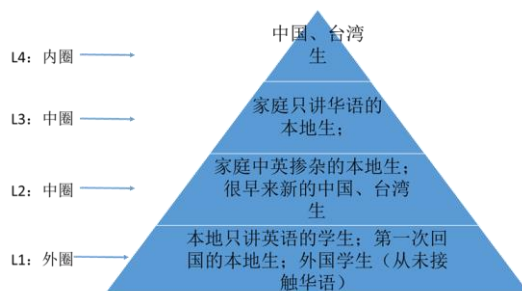 中国、台湾
生
L4：内圈
家庭只讲华语的
本地生；
L3：中圈
家庭中英掺杂的本地生；
很早来新的中国、台湾
生
L2：中圈
本地只讲英语的学生；第一次回
国的本地生；外国学生（从未接
触华语）
L1：外圈